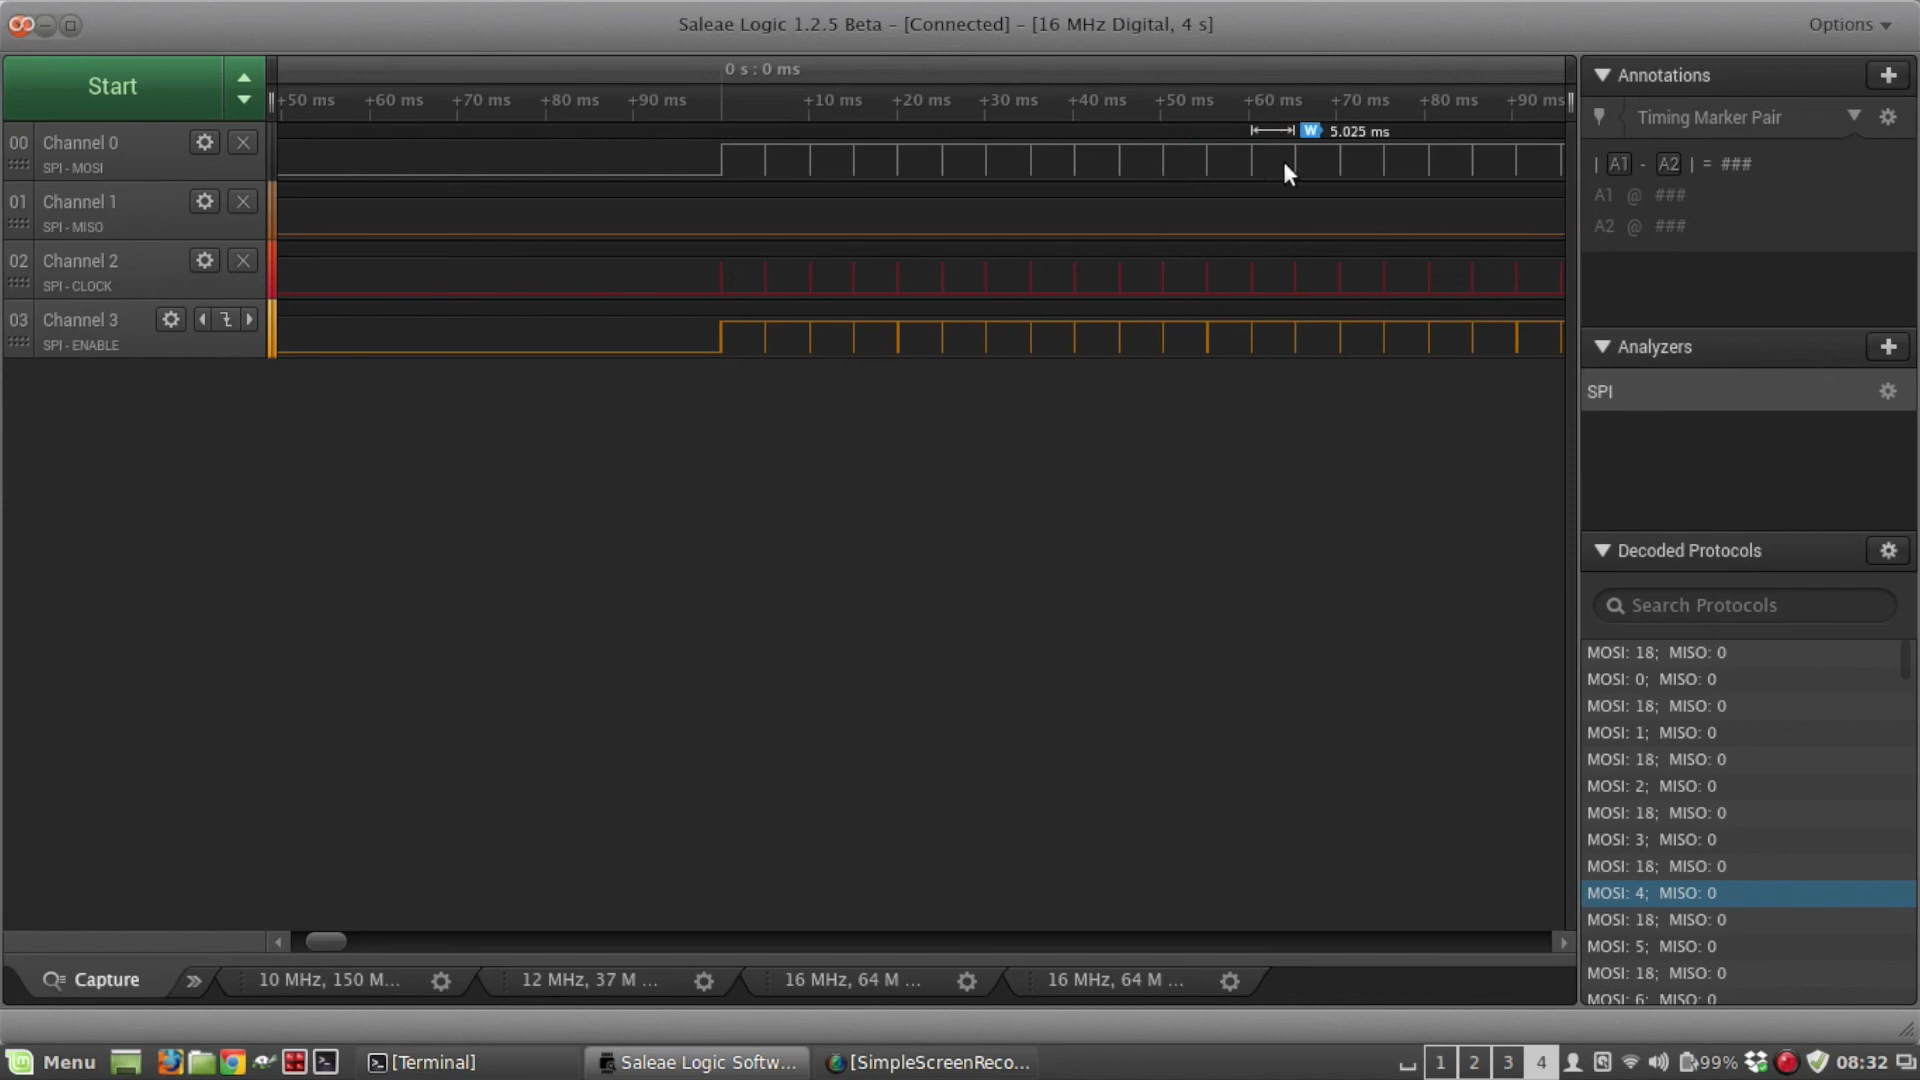 Saleae Logic 1.2.5 Beta - [Connected] - [16 MHz Digital, 4 s]
Options
Start
0 s : 0 ms
+50 ms +60 ms +70 ms +80 ms +90 ms +10 ms +20 ms +30 ms +40 ms +50 ms +60 ms +70 ms +80 ms +90 ms
W 5.025 ms
00 Channel 0
SPI - MOSI
01 Channel 1
SPI - MISO
02 Channel 2
SPI - CLOCK
03 Channel 3
SPI - ENABLE
Annotations
Timing Marker Pair
| A1 - A2 | = ###
A1 @ ###
A2 @ ###
Analyzers
SPI
Decoded Protocols
Search Protocols
MOSI: 18; MISO: 0
MOSI: 0; MISO: 0
MOSI: 18; MISO: 0
MOSI: 1; MISO: 0
MOSI: 18; MISO: 0
MOSI: 2; MISO: 0
MOSI: 18; MISO: 0
MOSI: 3; MISO: 0
MOSI: 18; MISO: 0
MOSI: 4; MISO: 0
MOSI: 18; MISO: 0
MOSI: 5; MISO: 0
MOSI: 18; MISO: 0
MOSI: 6; MISO: 0
Capture
10 MHz, 150 M...
12 MHz, 37 M ...
16 MHz, 64 M ...
16 MHz, 64 M ...
Menu
[Terminal]
Saleae Logic Softw...
[SimpleScreenReco...
1 2 3 4
99%
08:32